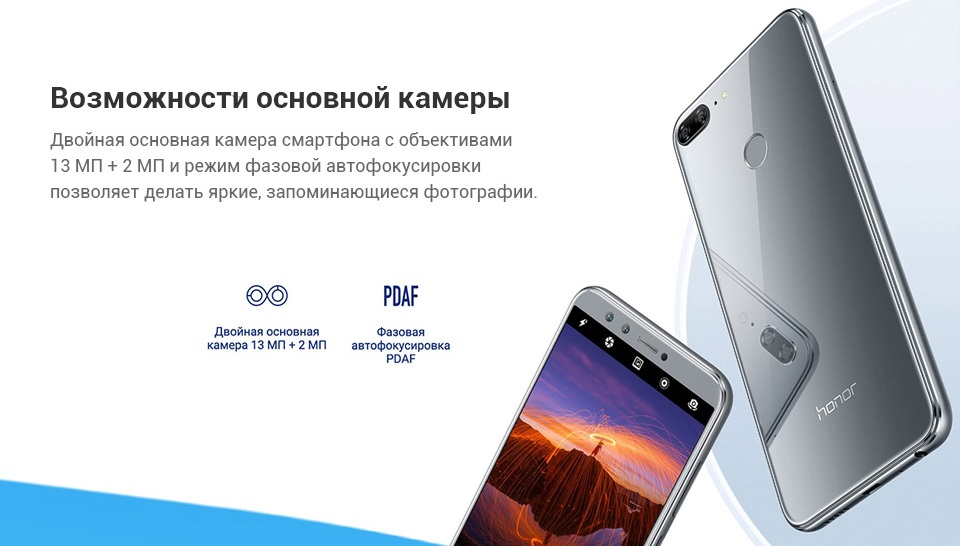 Возможности основной камеры
Двойная основная камера смартфона с объективами
13 МП + 2 МП и режим фазовой автофокусировки
позволяет делать яркие, запоминающиеся фотографии.
PDAF
Двойная основная
камера 13 МП + 2 МП
Фазовая
автофокусировка
PDAF
honor